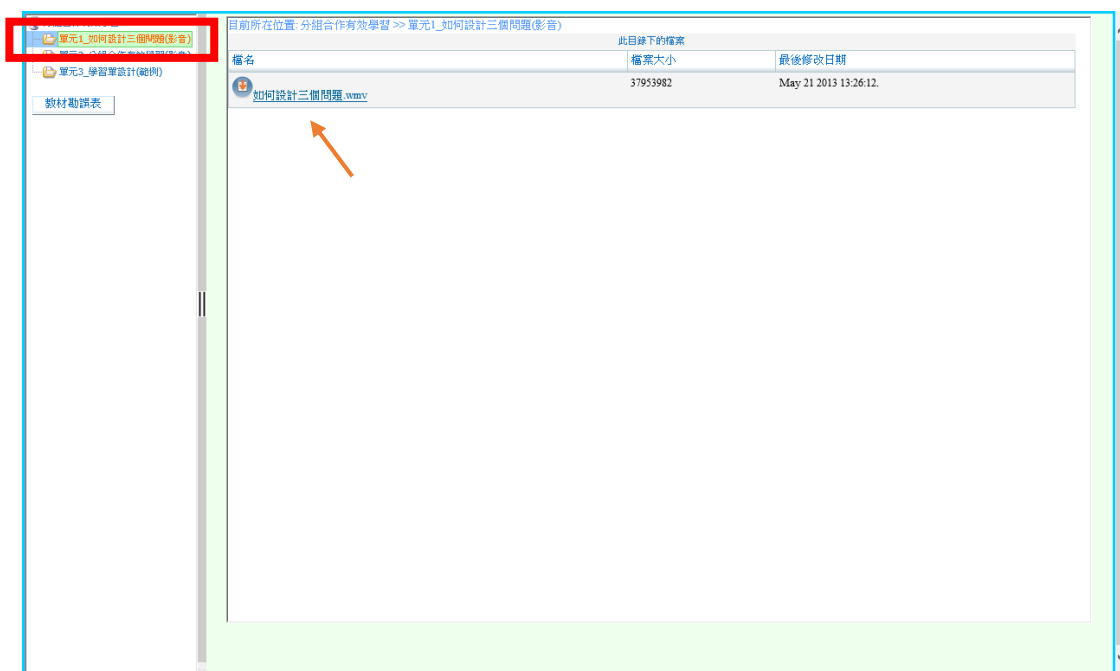 單元1_如何設計三個問題(影音)
單元3_學習單設計(範例)
教材勘誤表
目前所在位置: 分組合作有效學習 >> 單元1_如何設計三個問題(影音)
此目錄下的檔案
檔名 檔案大小 最後修改日期
如何設計三個問題.wmv 37953982 May 21 2013 13:26:12.